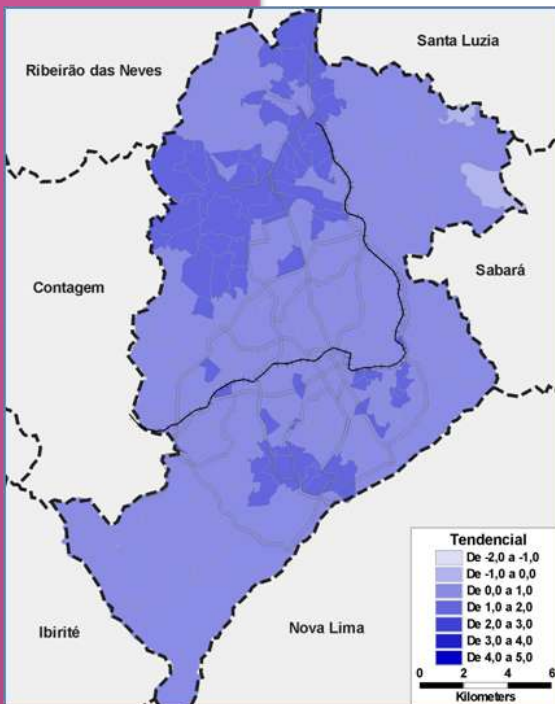 Santa Luzia
Ribeirão das Neves
Contagem
Sabará
Ibirité
Nova Lima
Tendencial
De -2,0 a -1,0
De -1,0 a 0,0
De 0,0 a 1,0
De 1,0 a 2,0
De 2,0 a 3,0
De 3,0 a 4,0
De 4,0 a 5,0
0 2 4 6
Kilometers